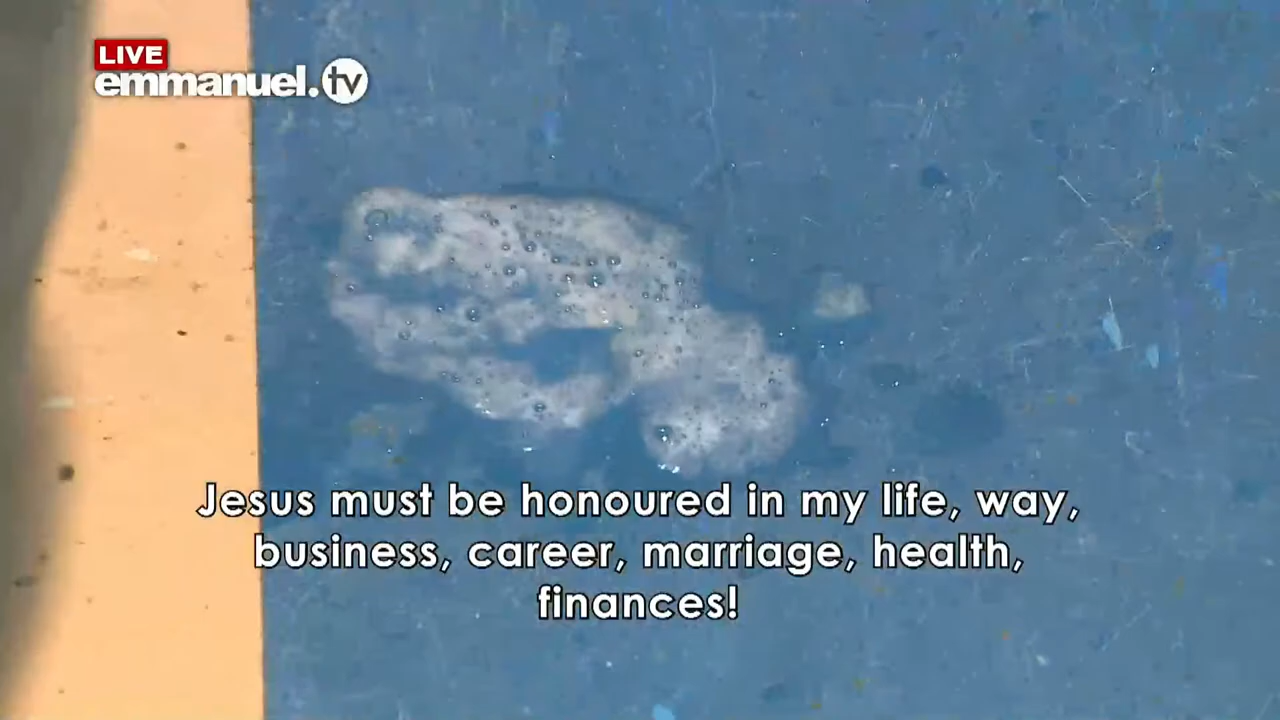 LIVE
emmanuel.tv
Jesus must be honoured in my life, way,
business, career, marriage, health,
finances!